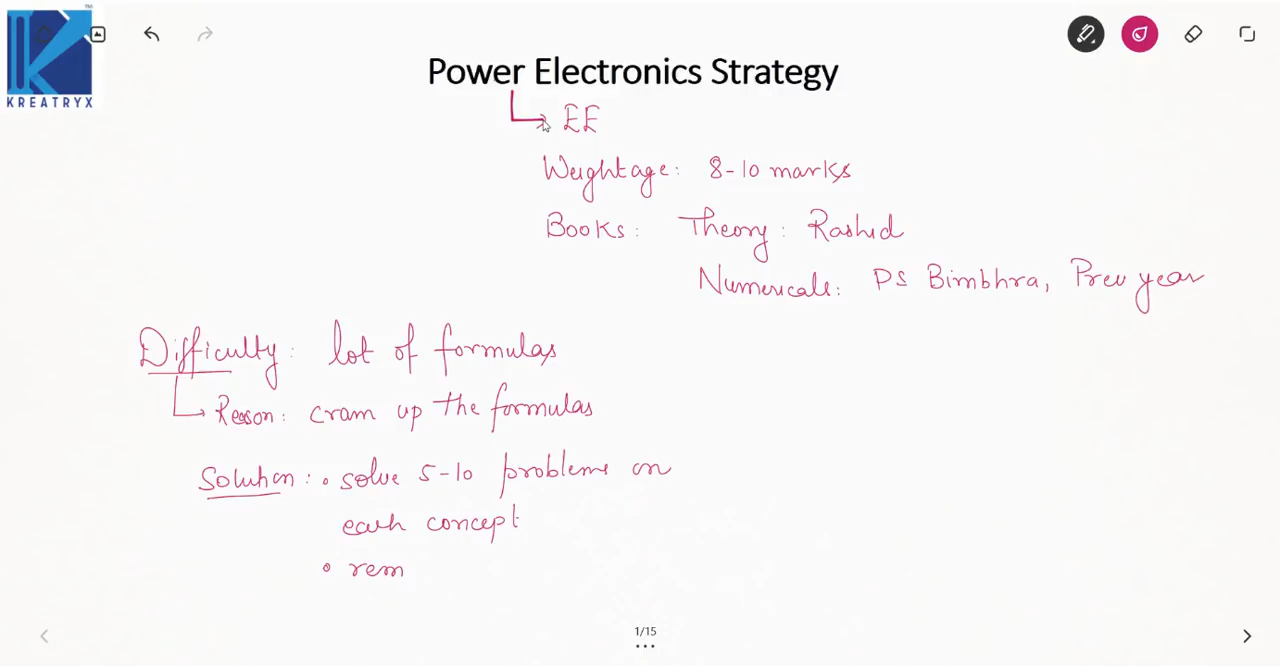 TM
KREATRYX
Power Electronics Strategy
EE
Weightage: 8-10 marks
Books: Theory: Rashid
Numericals: PS Bimbhra, Prev year
Difficulty: lot of formulas
Reason: cram up the formulas
Solution: • solve 5-10 problems on
each concept
• rem
1/15